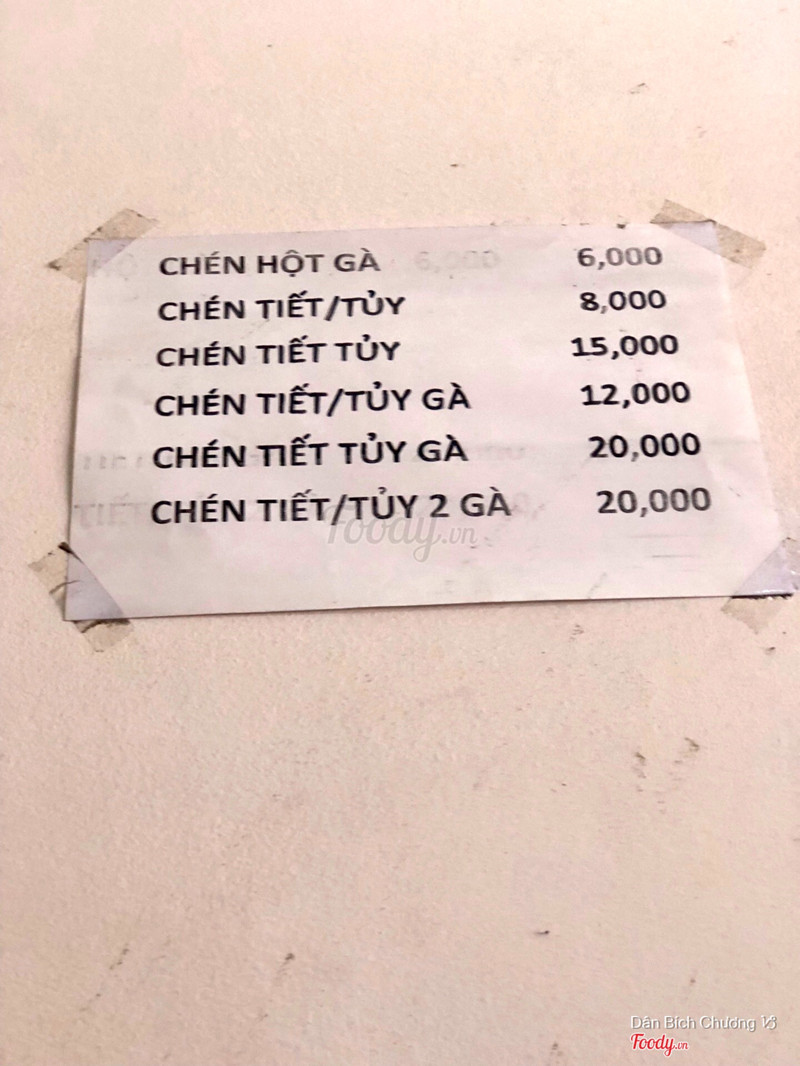 CHÉN HỘT GÀ 6,000
CHÉN TIẾT/TỦY 8,000
CHÉN TIẾT TỦY 15,000
CHÉN TIẾT/TỦY GÀ 12,000
CHÉN TIẾT TỦY GÀ 20,000
CHÉN TIẾT/TỦY 2 GÀ 20,000
Foody.vn
Dân Bích Chương
Foody.vn